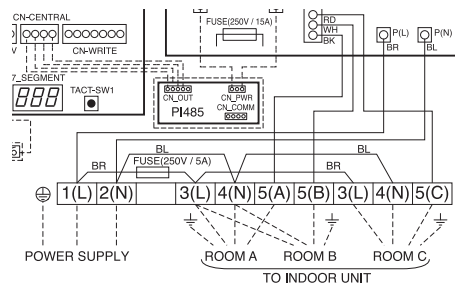 CN-CENTRAL
FUSE(250V / 15A)
RD
WH
BK
P(L)
P(N)
BR
BL
CN-WRITE
7_SEGMENT
888
TACT-SW1
CN_OUT
CN_PWR
CN_COMM
PI485
BL
BR
FUSE(250V / 5A)
BL
BR
1(L)
2(N)
3(L)
4(N)
5(A)
5(B)
3(L)
4(N)
5(C)
POWER SUPPLY
ROOM A
ROOM B
ROOM C
TO INDOOR UNIT